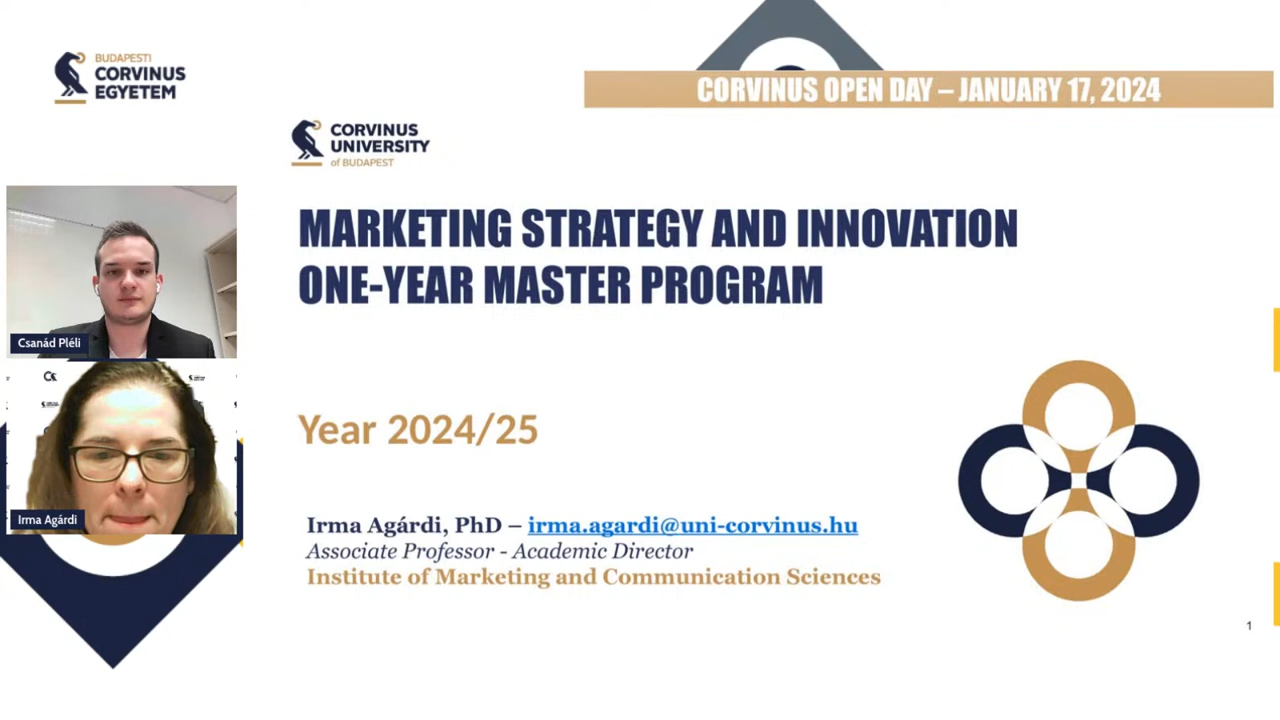 BUDAPESTI
CORVINUS
EGYETEM
CORVINUS OPEN DAY – JANUARY 17, 2024
CORVINUS
UNIVERSITY
of BUDAPEST
MARKETING STRATEGY AND INNOVATION
ONE-YEAR MASTER PROGRAM
Csanád Pléli
Year 2024/25
Irma Agárdi
Irma Agárdi, PhD – irma.agardi@uni-corvinus.hu
Associate Professor - Academic Director
Institute of Marketing and Communication Sciences
1